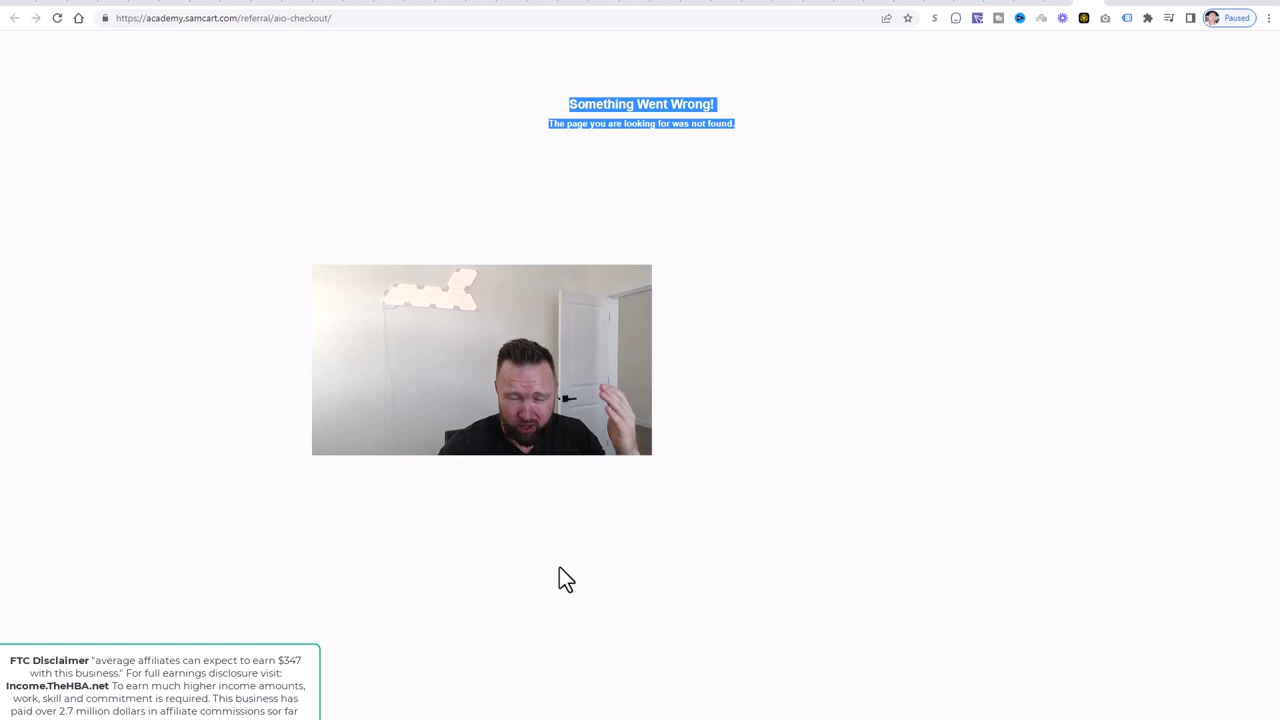 https://academy.samcart.com/referral/aio-checkout/
Paused
Something Went Wrong!
The page you are looking for was not found.
FTC Disclaimer "average affiliates can expect to earn $347
with this business." For full earnings disclosure visit:
Income.TheHBA.net To earn much higher income amounts,
work, skill and commitment is required. This business has
paid over 2.7 million dollars in affiliate commissions sor far